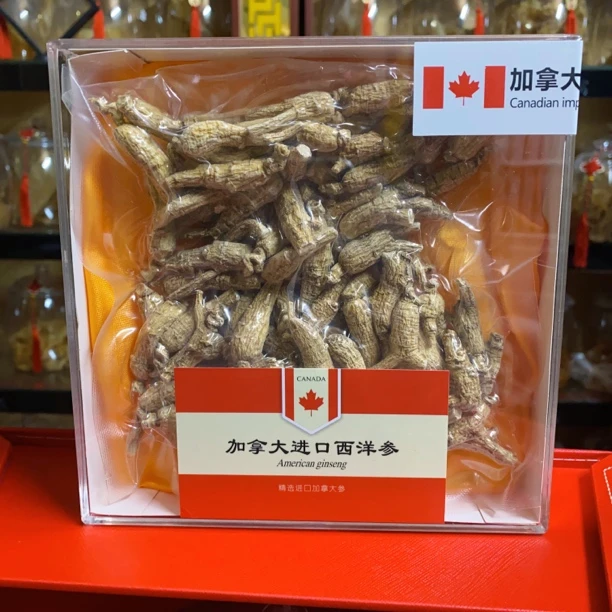 加拿大
Canadian imp
CANADA
加拿大进口西洋参
American ginseng
精选进口加拿大参